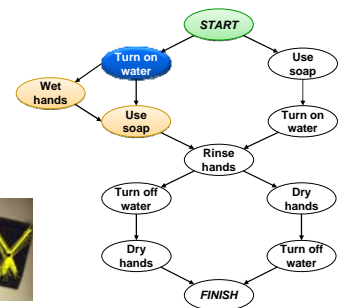 START
Turn on
water
Use
soap
Wet
hands
Use
soap
Turn on
water
Rinse
hands
Turn off
water
Dry
hands
Dry
hands
Turn off
water
FINISH